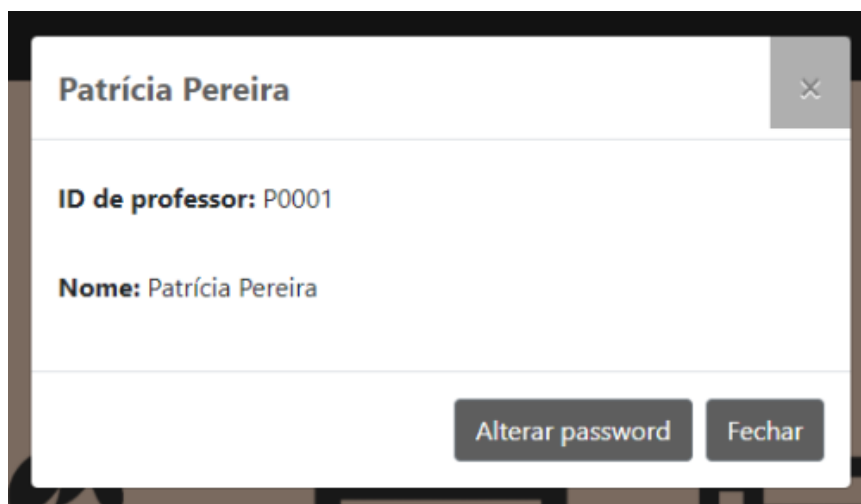 Patrícia Pereira
×
ID de professor: P0001
Nome: Patrícia Pereira
Alterar password
Fechar